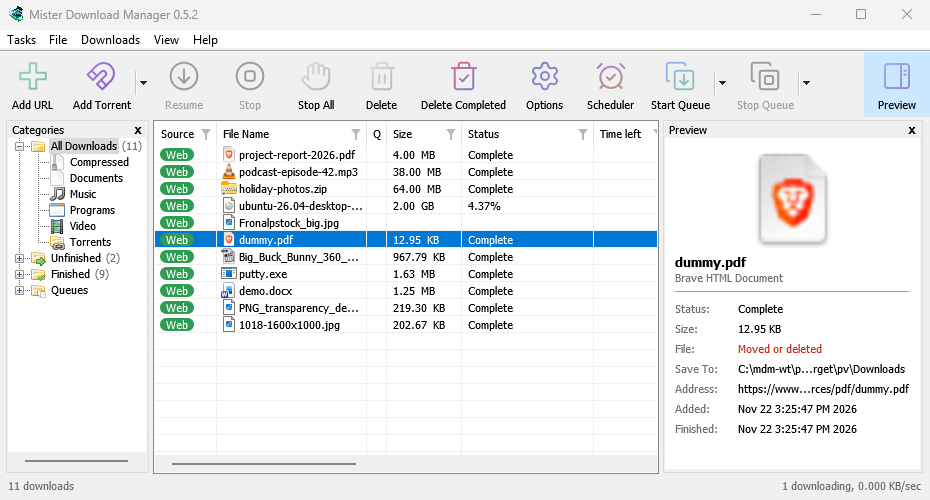 Mister Download Manager 0.5.2
Tasks File Downloads View Help
Add URL Add Torrent Resume Stop Stop All Delete Delete Completed Options Scheduler Start Queue Stop Queue Preview
Categories x
All Downloads (11)
Compressed
Documents
Music
Programs
Video
Torrents
Unfinished (2)
Finished (9)
Queues
Source File Name Q Size Status Time left
Web project-report-2026.pdf 4.00 MB Complete
Web podcast-episode-42.mp3 38.00 MB Complete
Web holiday-photos.zip 64.00 MB Complete
Web ubuntu-26.04-desktop-... 2.00 GB 4.37%
Web Fronalpstock_big.jpg Complete
Web dummy.pdf 12.95 KB Complete
Web Big_Buck_Bunny_360_... 967.79 KB Complete
Web putty.exe 1.63 MB Complete
Web demo.docx 1.25 MB Complete
Web PNG_transparency_de... 219.30 KB Complete
Web 1018-1600x1000.jpg 202.67 KB Complete
Preview x
dummy.pdf
Brave HTML Document
Status: Complete
Size: 12.95 KB
File: Moved or deleted
Save To: C:\mdm-wt\p...rget\pv\Downloads
Address: https://www...rces/pdf/dummy.pdf
Added: Nov 22 3:25:47 PM 2026
Finished: Nov 22 3:25:47 PM 2026
11 downloads
1 downloading, 0.000 KB/sec